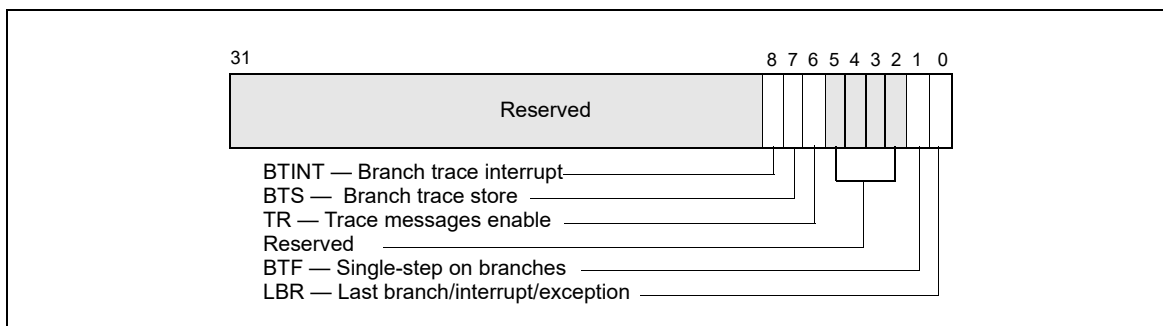 31 8 7 6 5 4 3 2 1 0
Reserved
BTINT — Branch trace interrupt
BTS — Branch trace store
TR — Trace messages enable
Reserved
BTF — Single-step on branches
LBR — Last branch/interrupt/exception